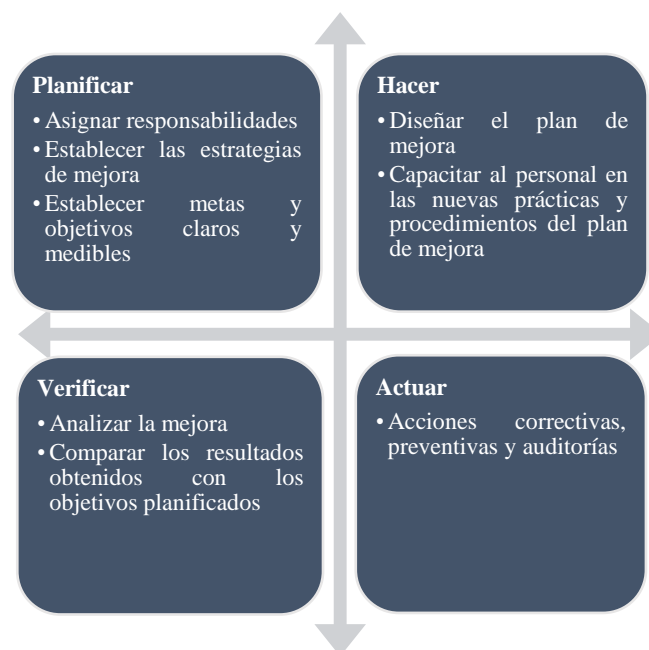 Planificar
• Asignar responsabilidades
• Establecer las estrategias
de mejora
• Establecer metas y
objetivos claros y
medibles
Hacer
• Diseñar el plan de
mejora
• Capacitar al personal en
las nuevas prácticas y
procedimientos del plan
de mejora
Verificar
• Analizar la mejora
• Comparar los resultados
obtenidos con los
objetivos planificados
Actuar
• Acciones correctivas,
preventivas y auditorías